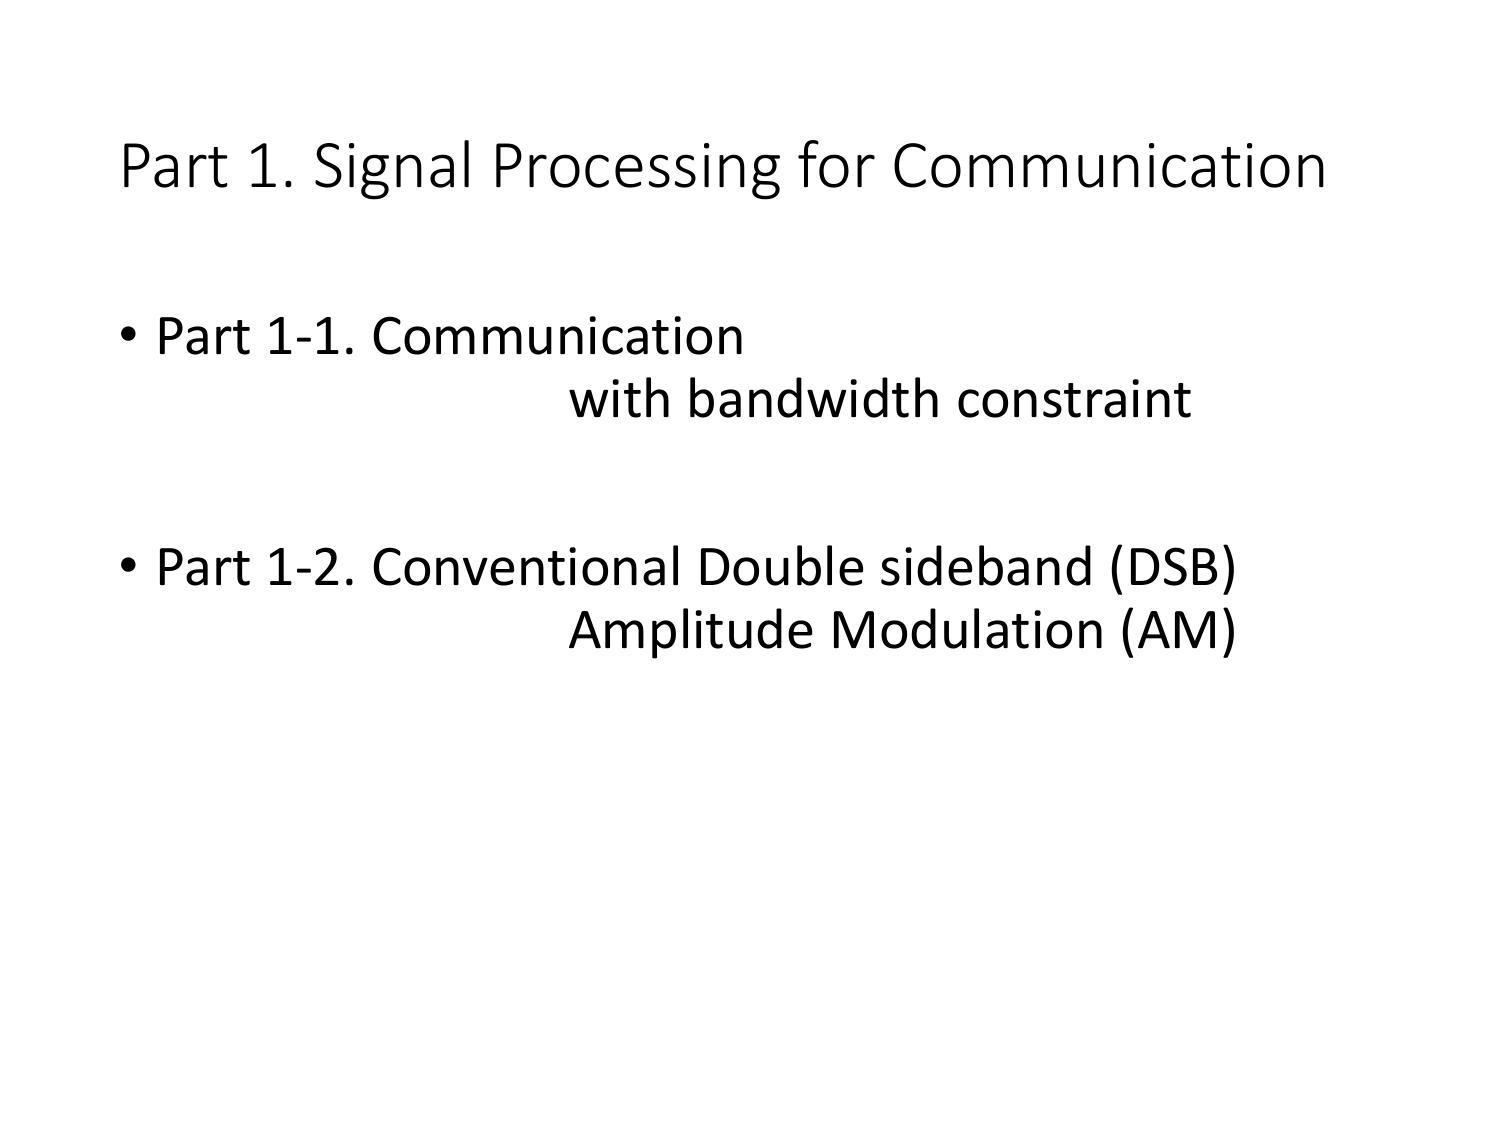 Part 1. Signal Processing for Communication
• Part 1-1. Communication
with bandwidth constraint
• Part 1-2. Conventional Double sideband (DSB)
Amplitude Modulation (AM)